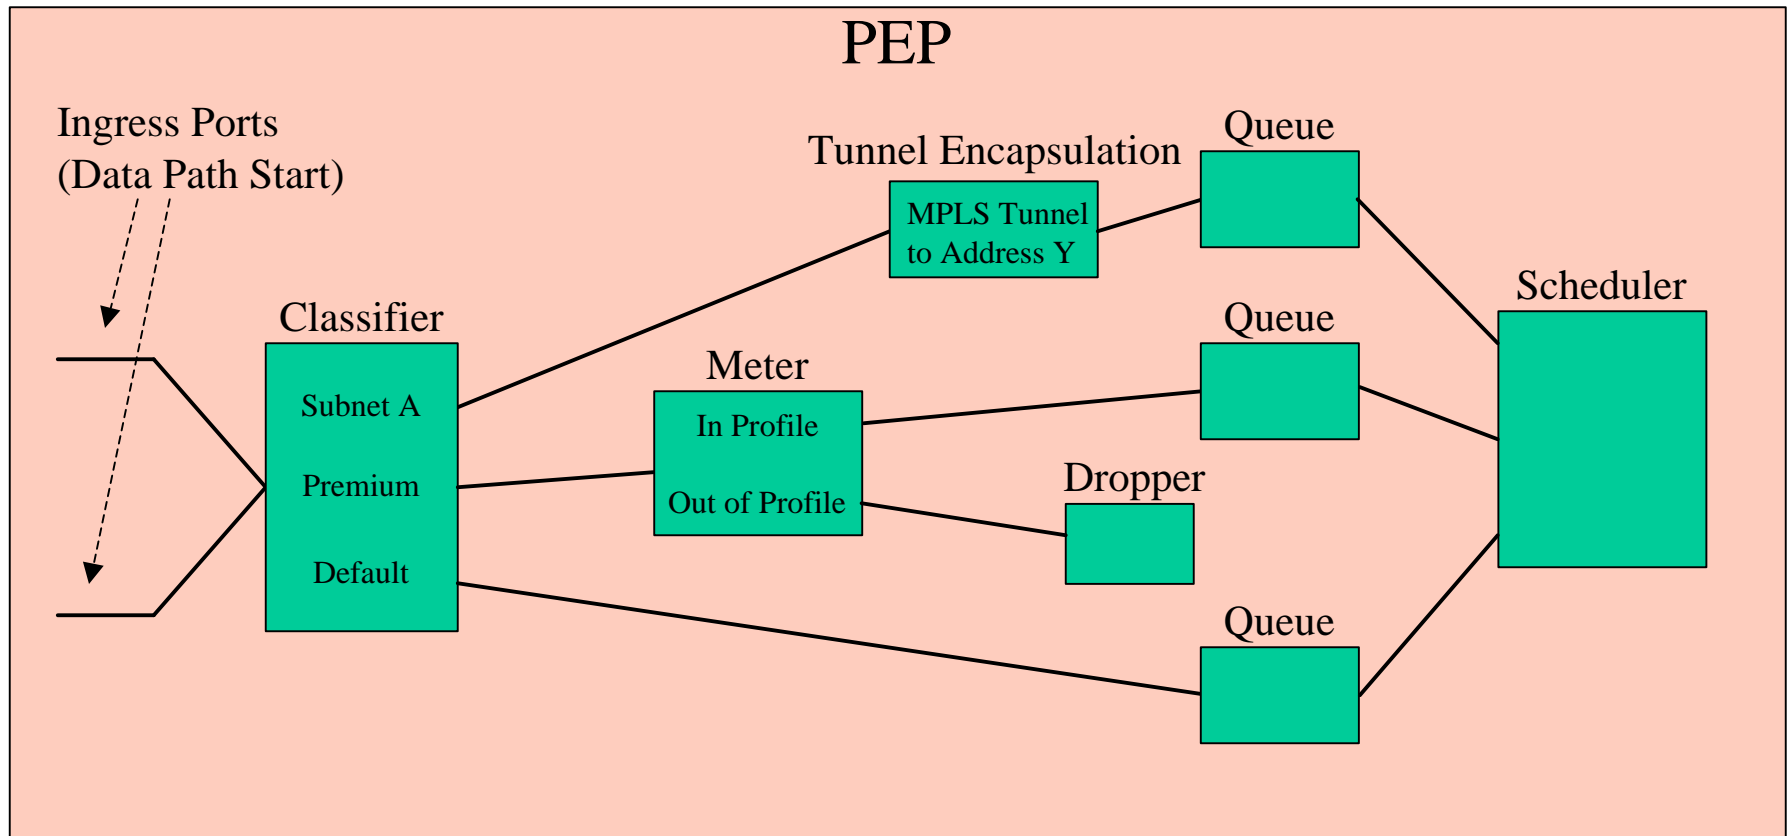 PEP
Ingress Ports
(Data Path Start)
Tunnel Encapsulation
Queue
MPLS Tunnel
to Address Y
Classifier
Subnet A
Premium
Default
Meter
In Profile
Out of Profile
Queue
Scheduler
Dropper
Queue